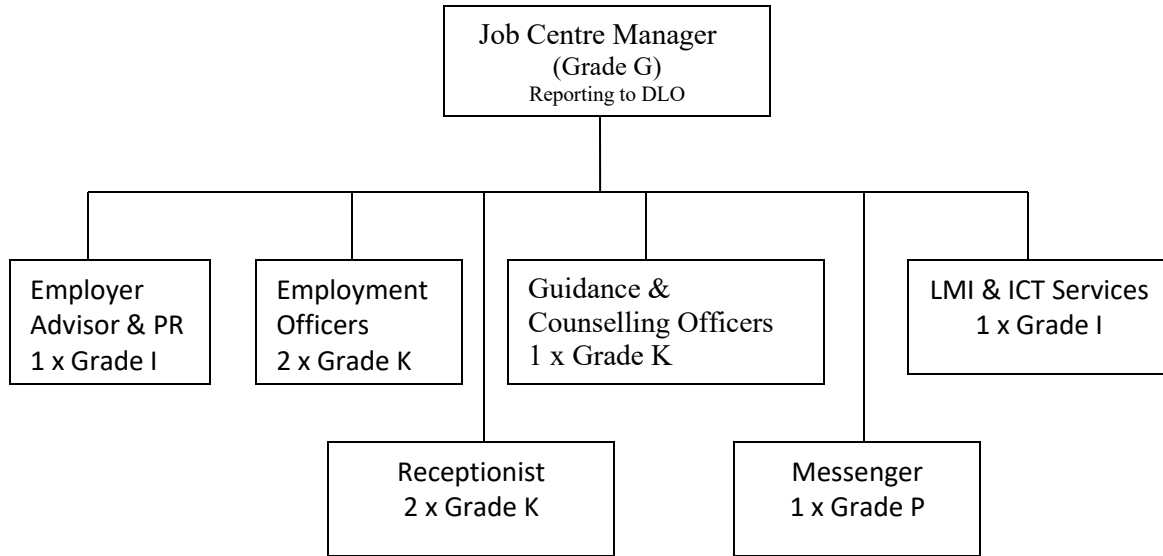 Job Centre Manager
(Grade G)
Reporting to DLO
Employer
Advisor & PR
1 x Grade I
Employment
Officers
2 x Grade K
Guidance &
Counselling Officers
1 x Grade K
LMI & ICT Services
1 x Grade I
Receptionist
2 x Grade K
Messenger
1 x Grade P